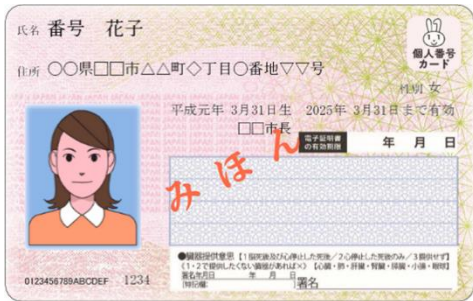 氏名 番号 花子
個人番号
カード
住所 〇〇県□□市△△町◇丁目〇番地▽▽号
性別 女
平成元年 3月31日生 2025年 3月31日まで有効
□□市長
電子証明書
の有効期限
年 月 日
みほん
●臓器提供意思【1脳死後及び心停止した死後/2心停止した死後のみ/3提供せず】
《1・2で提供したくない臓器があれば×》【心臓・肺・肝臓・腎臓・膵臓・小腸・眼球】
署名年月日 年 月 日
〔特記欄: 〕署名
0123456789ABCDEF 1234